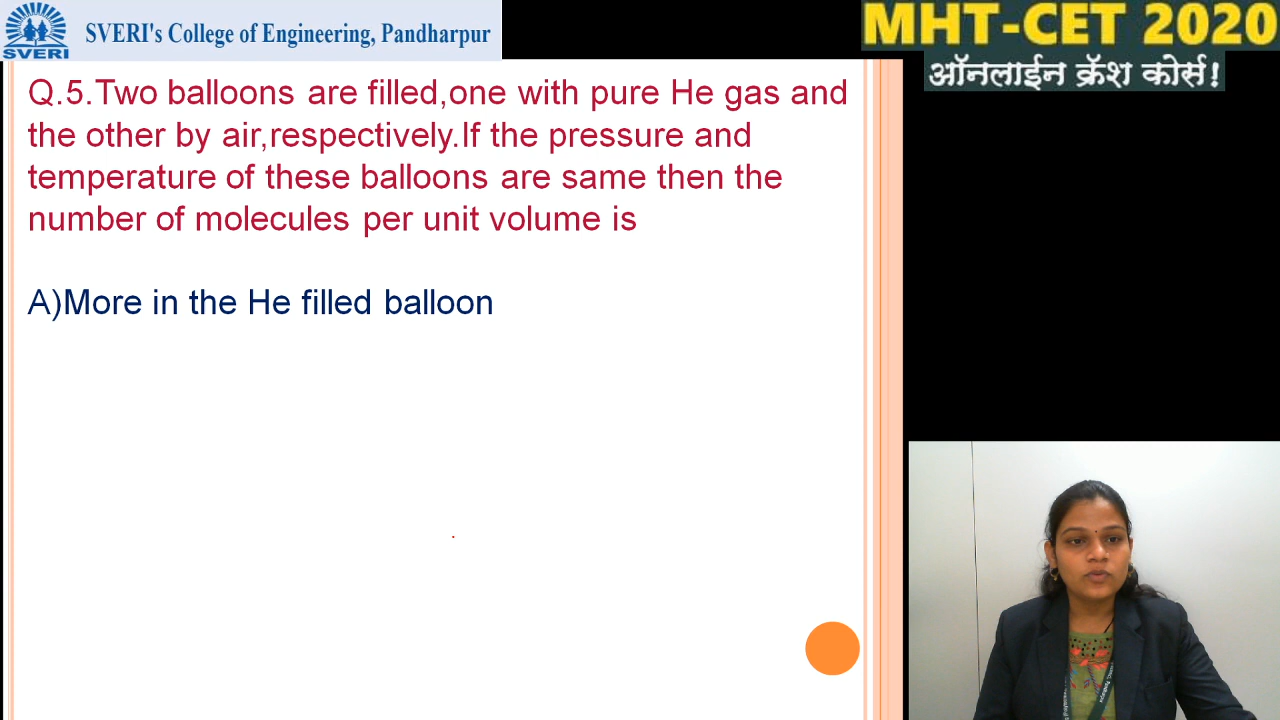 SVERI
SVERI's College of Engineering, Pandharpur
MHT-CET 2020
ऑनलाईन क्रॅश कोर्स!
Q.5.Two balloons are filled,one with pure He gas and
the other by air,respectively.If the pressure and
temperature of these balloons are same then the
number of molecules per unit volume is
A)More in the He filled balloon